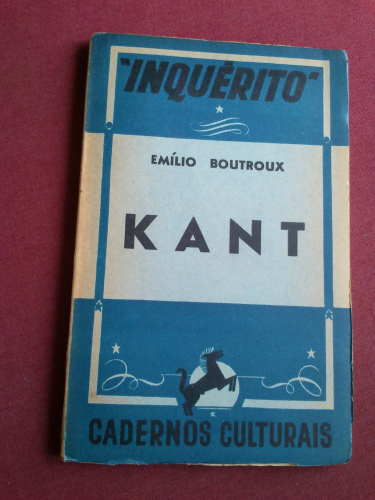 "INQUÉRITO"
EMÍLIO BOUTROUX
KANT
CADERNOS CULTURAIS